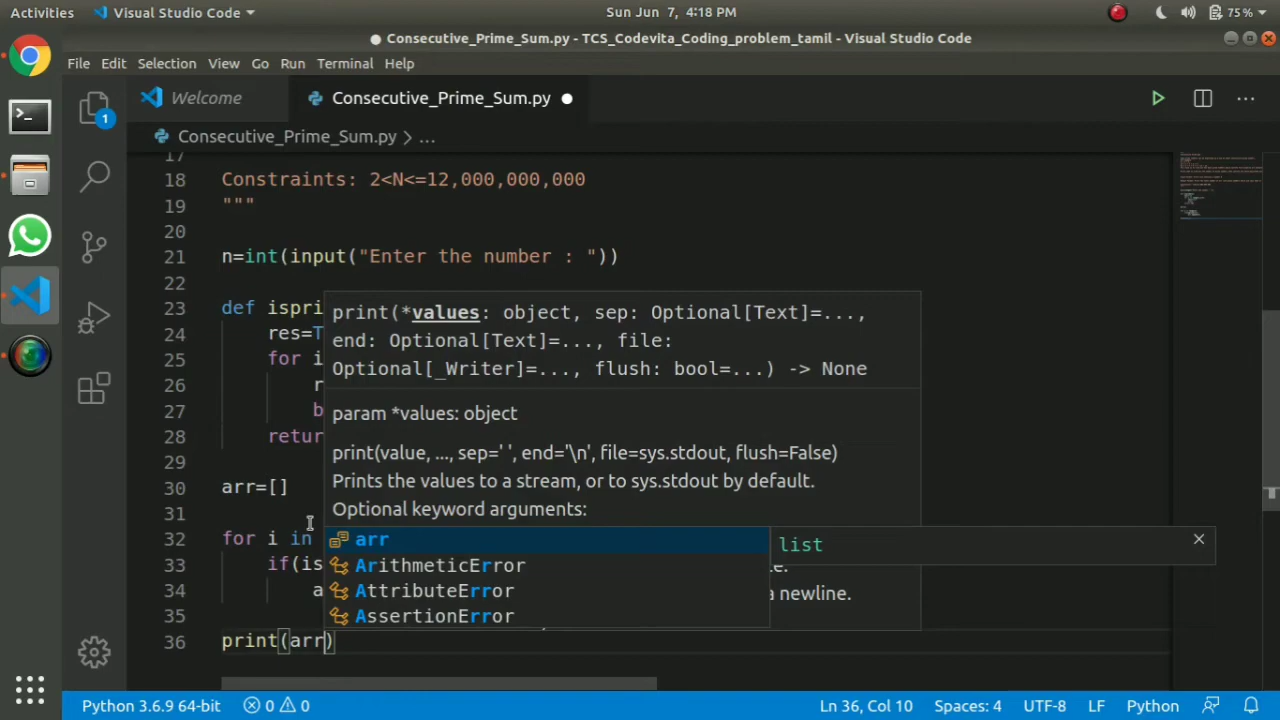 Activities Visual Studio Code Sun Jun 7, 4:18 PM 75%
Consecutive_Prime_Sum.py - TCS_Codevita_Coding_problem_tamil - Visual Studio Code
File Edit Selection View Go Run Terminal Help
Welcome Consecutive_Prime_Sum.py
Consecutive_Prime_Sum.py > ...
17
18 Constraints: 2<N<=12,000,000,000
19 """
20
21 n=int(input("Enter the number : "))
22
23 def ispri
24 res=T
25 for i
26 r
27 b
28 retur
29
30 arr=[]
31
32 for i in
33 if(is
34 a
35
36 print(arr)
print(*values: object, sep: Optional[Text]=...,
end: Optional[Text]=..., file:
Optional[_Writer]=..., flush: bool=...) -> None
param *values: object
print(value, ..., sep=' ', end='\n', file=sys.stdout, flush=False)
Prints the values to a stream, or to sys.stdout by default.
Optional keyword arguments:
a newline.
arr
ArithmeticError
AttributeError
AssertionError
list
1
Python 3.6.9 64-bit 0 0 Ln 36, Col 10 Spaces: 4 UTF-8 LF Python